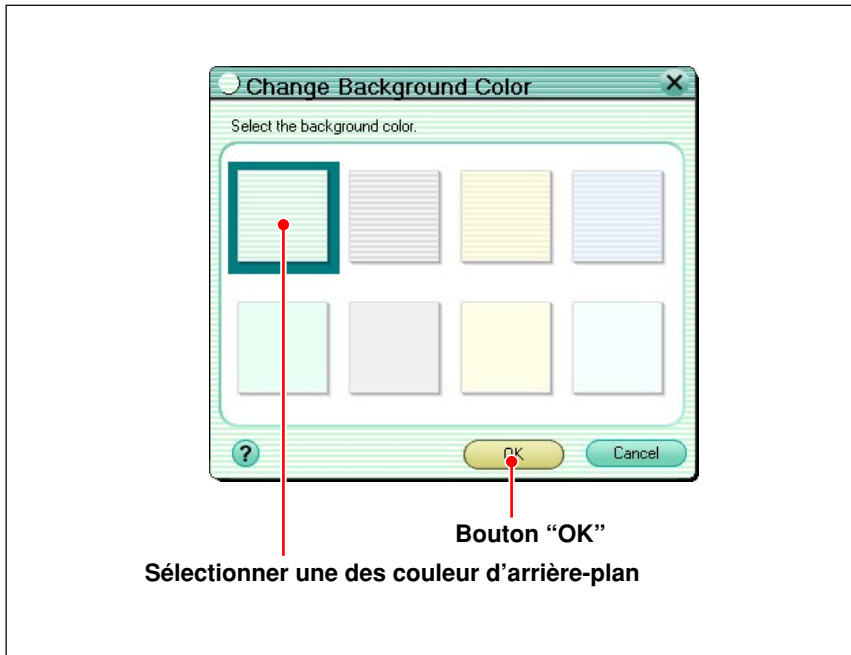 Change Background Color
Select the background color.
?
OK
Cancel
Bouton “OK”
Sélectionner une des couleur d’arrière-plan